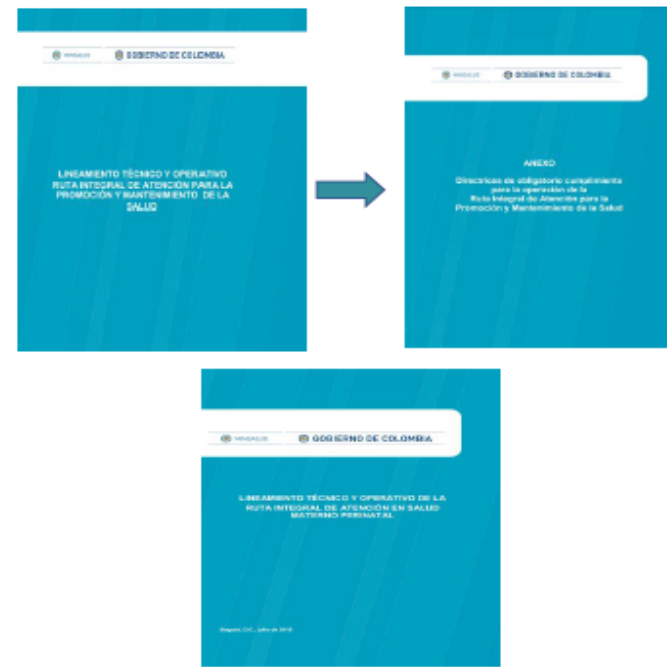 MINSALUD GOBIERNO DE COLOMBIA
LINEAMIENTO TÉCNICO Y OPERATIVO
RUTA INTEGRAL DE ATENCIÓN PARA LA
PROMOCIÓN Y MANTENIMIENTO DE LA
SALUD
MINSALUD GOBIERNO DE COLOMBIA
ANEXO
Directrices de obligatorio cumplimiento
para la operación de la
Ruta Integral de Atención para la
Promoción y Mantenimiento de la Salud
MINSALUD GOBIERNO DE COLOMBIA
LINEAMIENTO TÉCNICO Y OPERATIVO DE LA
RUTA INTEGRAL DE ATENCIÓN EN SALUD
MATERNO PERINATAL
Bogotá, D.C., de